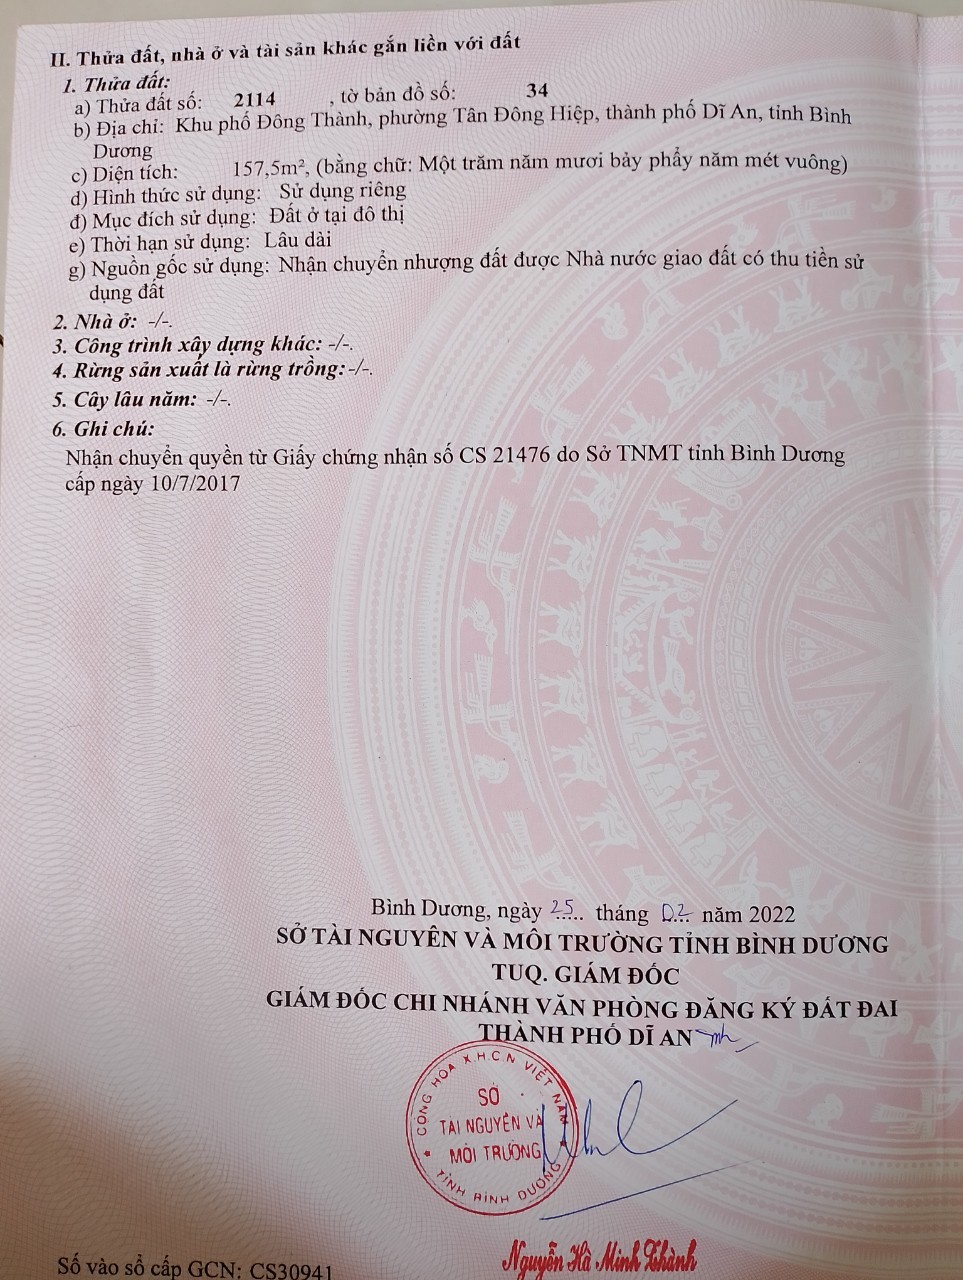 II. Thửa đất, nhà ở và tài sản khác gắn liền với đất
1. Thửa đất:
a) Thửa đất số: 2114 , tờ bản đồ số: 34
b) Địa chỉ: Khu phố Đông Thành, phường Tân Đông Hiệp, thành phố Dĩ An, tỉnh Bình
Dương
c) Diện tích: 157,5m², (bằng chữ: Một trăm năm mươi bảy phẩy năm mét vuông)
d) Hình thức sử dụng: Sử dụng riêng
đ) Mục đích sử dụng: Đất ở tại đô thị
e) Thời hạn sử dụng: Lâu dài
g) Nguồn gốc sử dụng: Nhận chuyển nhượng đất được Nhà nước giao đất có thu tiền sử
dụng đất
2. Nhà ở: -/-.
3. Công trình xây dựng khác: -/-.
4. Rừng sản xuất là rừng trồng: -/-.
5. Cây lâu năm: -/-.
6. Ghi chú:
Nhận chuyển quyền từ Giấy chứng nhận số CS 21476 do Sở TNMT tỉnh Bình Dương
cấp ngày 10/7/2017
Bình Dương, ngày 25 tháng 02 năm 2022
SỞ TÀI NGUYÊN VÀ MÔI TRƯỜNG TỈNH BÌNH DƯƠNG
TUQ. GIÁM ĐỐC
GIÁM ĐỐC CHI NHÁNH VĂN PHÒNG ĐĂNG KÝ ĐẤT ĐAI
THÀNH PHỐ DĨ AN
CỘNG HÒA X.H.C.N VIỆT NAM
SỞ
TÀI NGUYÊN VÀ
MÔI TRƯỜNG
TỈNH BÌNH DƯƠNG
Nguyễn Hà Minh Thành
Số vào sổ cấp GCN: CS30941